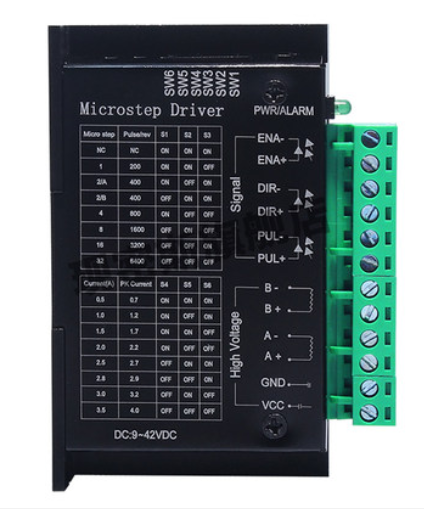 SW6
SW5
SW4
SW3
SW2
SW1
Microstep Driver
PWR/ALARM
Micro step Pulse/rev S1 S2 S3
NC NC ON ON ON
1 200 ON ON OFF
2/A 400 ON OFF ON
2/B 400 OFF ON ON
4 800 ON OFF OFF
8 1600 OFF ON OFF
16 3200 OFF OFF ON
32 6400 OFF OFF OFF
Current(A) PK Current S4 S5 S6
0.5 0.7 ON ON ON
1.0 1.2 ON OFF ON
1.5 1.7 ON ON OFF
2.0 2.2 ON OFF OFF
2.5 2.7 OFF ON ON
2.8 2.9 OFF OFF ON
3.0 3.2 OFF ON OFF
3.5 4.0 OFF OFF OFF
DC:9~42VDC
Signal
ENA-
ENA+
DIR-
DIR+
PUL-
PUL+
High Voltage
B -
B +
A -
A +
GND
VCC